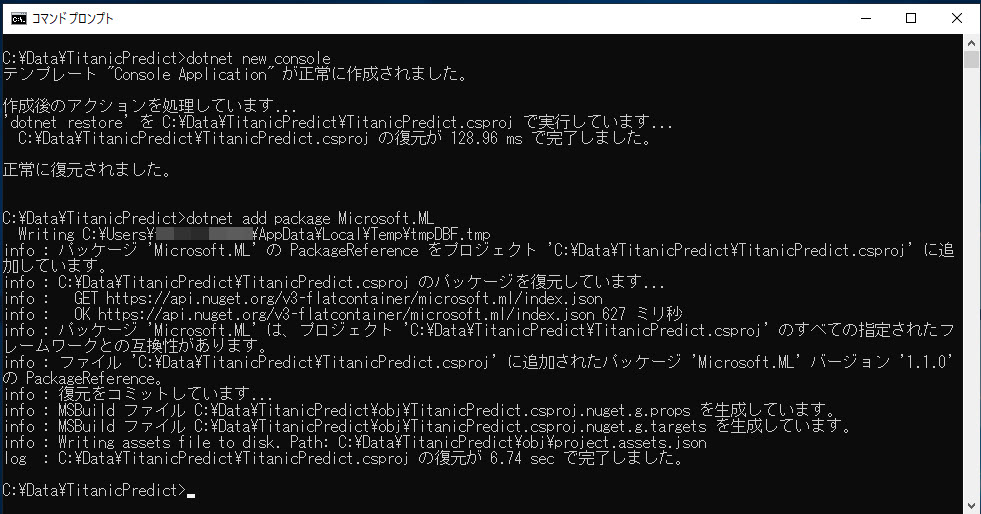 コマンド プロンプト
C:¥Data¥TitanicPredict>dotnet new console
テンプレート "Console Application" が正常に作成されました。
作成後のアクションを処理しています...
'dotnet restore' を C:¥Data¥TitanicPredict¥TitanicPredict.csproj で実行しています...
C:¥Data¥TitanicPredict¥TitanicPredict.csproj の復元が 128.96 ms で完了しました。
正常に復元されました。
C:¥Data¥TitanicPredict>dotnet add package Microsoft.ML
Writing C:¥Users¥ ¥AppData¥Local¥Temp¥tmpDBF.tmp
info : パッケージ 'Microsoft.ML' の PackageReference をプロジェクト 'C:¥Data¥TitanicPredict¥TitanicPredict.csproj' に追
加しています。
info : C:¥Data¥TitanicPredict¥TitanicPredict.csproj のパッケージを復元しています...
info :   GET https://api.nuget.org/v3-flatcontainer/microsoft.ml/index.json
info :   OK https://api.nuget.org/v3-flatcontainer/microsoft.ml/index.json 627 ミリ秒
info : パッケージ 'Microsoft.ML' は、プロジェクト 'C:¥Data¥TitanicPredict¥TitanicPredict.csproj' のすべての指定されたフ
レームワークとの互換性があります。
info : ファイル 'C:¥Data¥TitanicPredict¥TitanicPredict.csproj' に追加されたパッケージ 'Microsoft.ML' バージョン '1.1.0'
の PackageReference。
info : 復元をコミットしています...
info : MSBuild ファイル C:¥Data¥TitanicPredict¥obj¥TitanicPredict.csproj.nuget.g.props を生成しています。
info : MSBuild ファイル C:¥Data¥TitanicPredict¥obj¥TitanicPredict.csproj.nuget.g.targets を生成しています。
info : Writing assets file to disk. Path: C:¥Data¥TitanicPredict¥obj¥project.assets.json
log  : C:¥Data¥TitanicPredict¥TitanicPredict.csproj の復元が 6.74 sec で完了しました。
C:¥Data¥TitanicPredict>